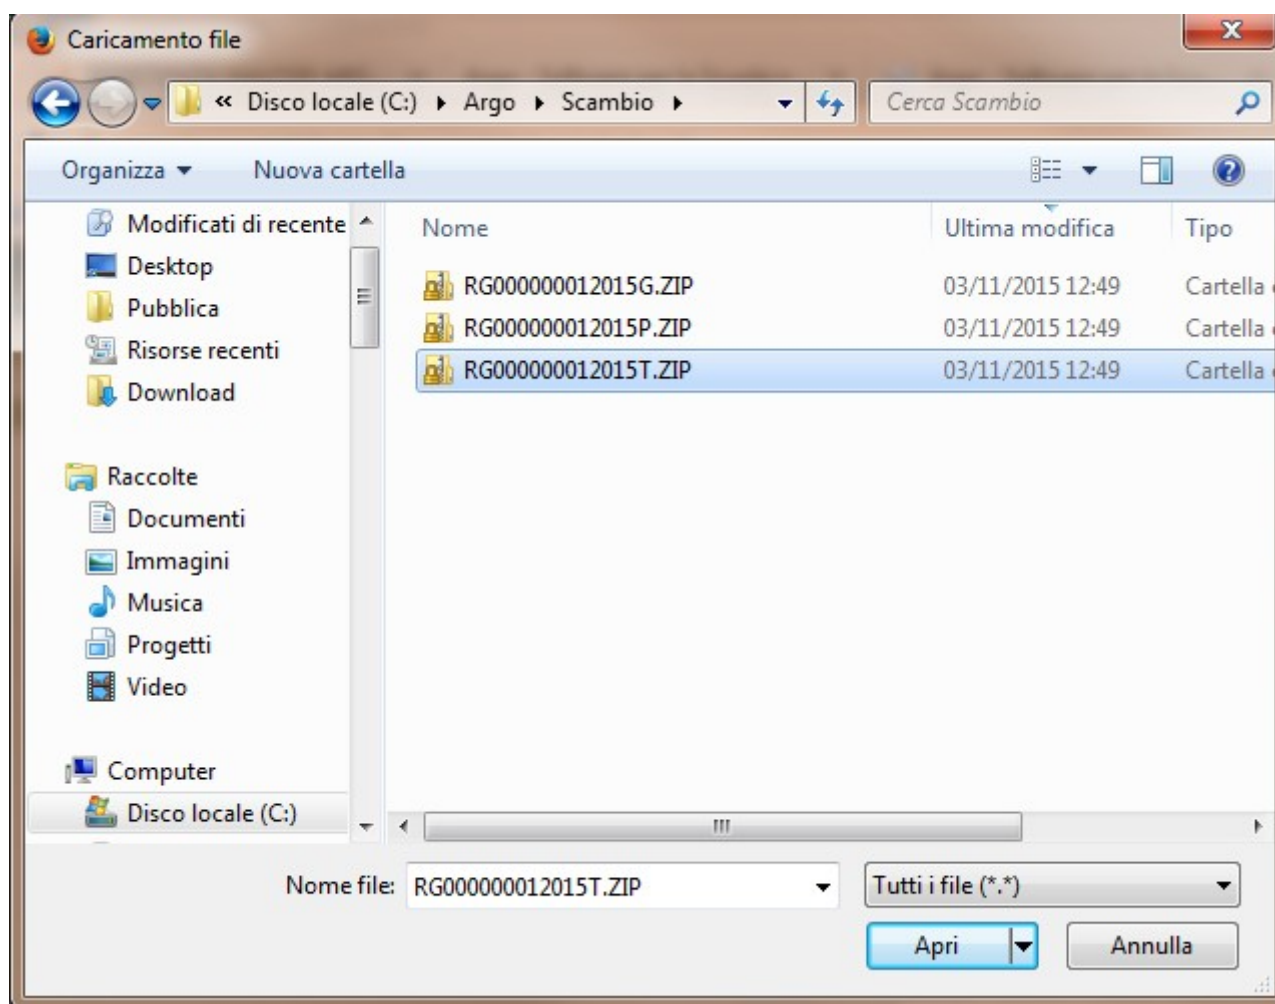 Caricamento file
« Disco locale (C:) Argo Scambio Cerca Scambio
Organizza Nuova cartella
Modificati di recente
Desktop
Pubblica
Risorse recenti
Download
Raccolte
Documenti
Immagini
Musica
Progetti
Video
Computer
Disco locale (C:)
Nome Ultima modifica Tipo
RG000000012015G.ZIP 03/11/2015 12:49 Cartella
RG000000012015P.ZIP 03/11/2015 12:49 Cartella
RG000000012015T.ZIP 03/11/2015 12:49 Cartella
Nome file: RG000000012015T.ZIP Tutti i file (*.*)
Apri Annulla